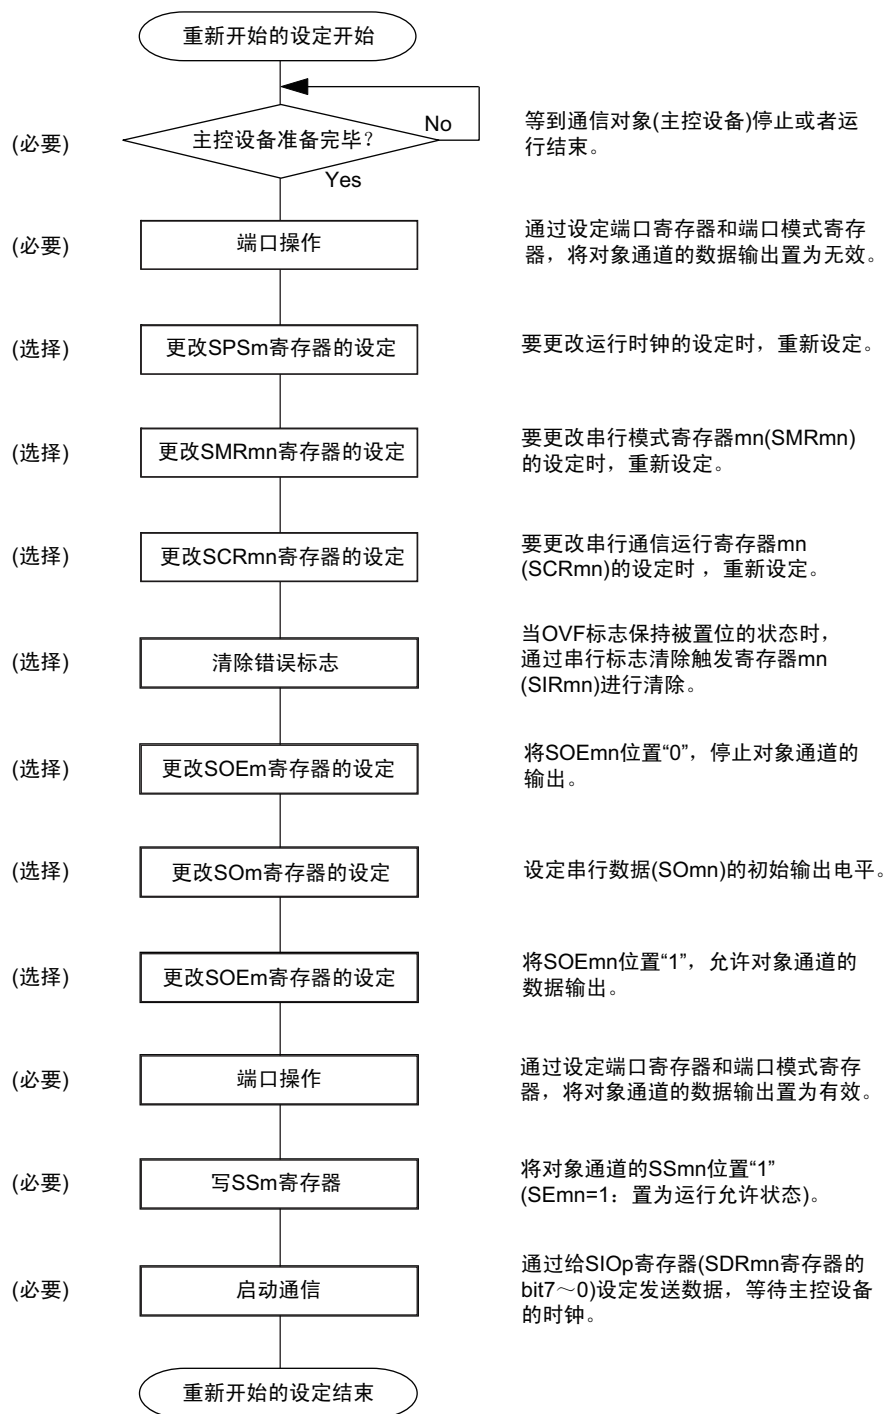 重新开始的设定开始
(必要)
主控设备准备完毕？
No
Yes
等到通信对象(主控设备)停止或者运
行结束。
(必要)
端口操作
通过设定端口寄存器和端口模式寄存
器，将对象通道的数据输出置为无效。
(选择)
更改SPSm寄存器的设定
要更改运行时钟的设定时，重新设定。
(选择)
更改SMRmn寄存器的设定
要更改串行模式寄存器mn(SMRmn)
的设定时，重新设定。
(选择)
更改SCRmn寄存器的设定
要更改串行通信运行寄存器mn
(SCRmn)的设定时 ，重新设定。
(选择)
清除错误标志
当OVF标志保持被置位的状态时，
通过串行标志清除触发寄存器mn
(SIRmn)进行清除。
(选择)
更改SOEm寄存器的设定
将SOEmn位置“0”，停止对象通道的
输出。
(选择)
更改SOm寄存器的设定
设定串行数据(SOmn)的初始输出电平。
(选择)
更改SOEm寄存器的设定
将SOEmn位置“1”，允许对象通道的
数据输出。
(必要)
端口操作
通过设定端口寄存器和端口模式寄存
器，将对象通道的数据输出置为有效。
(必要)
写SSm寄存器
将对象通道的SSmn位置“1”
(SEmn=1：置为运行允许状态)。
(必要)
启动通信
通过给SIOp寄存器(SDRmn寄存器的
bit7～0)设定发送数据，等待主控设备
的时钟。
重新开始的设定结束